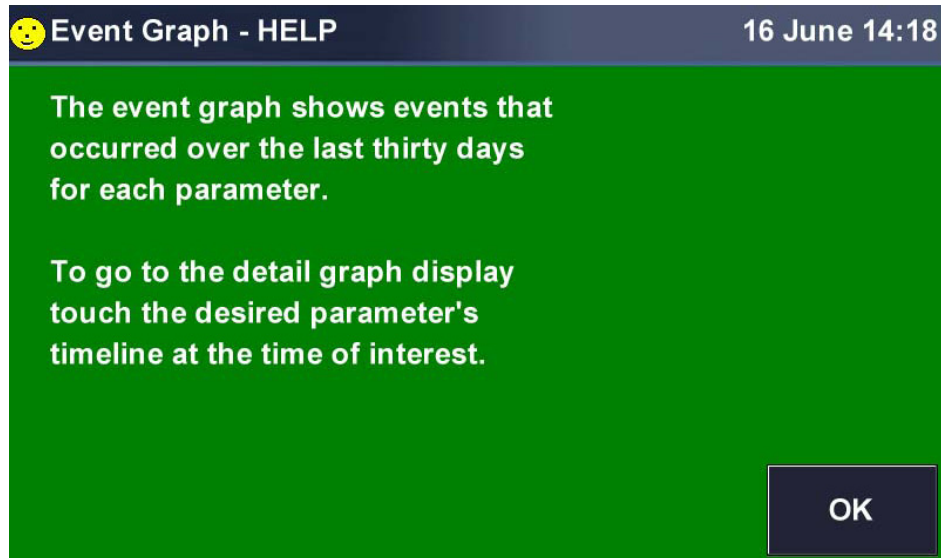 Event Graph - HELP 16 June 14:18
The event graph shows events that
occurred over the last thirty days
for each parameter.
To go to the detail graph display
touch the desired parameter's
timeline at the time of interest.
OK